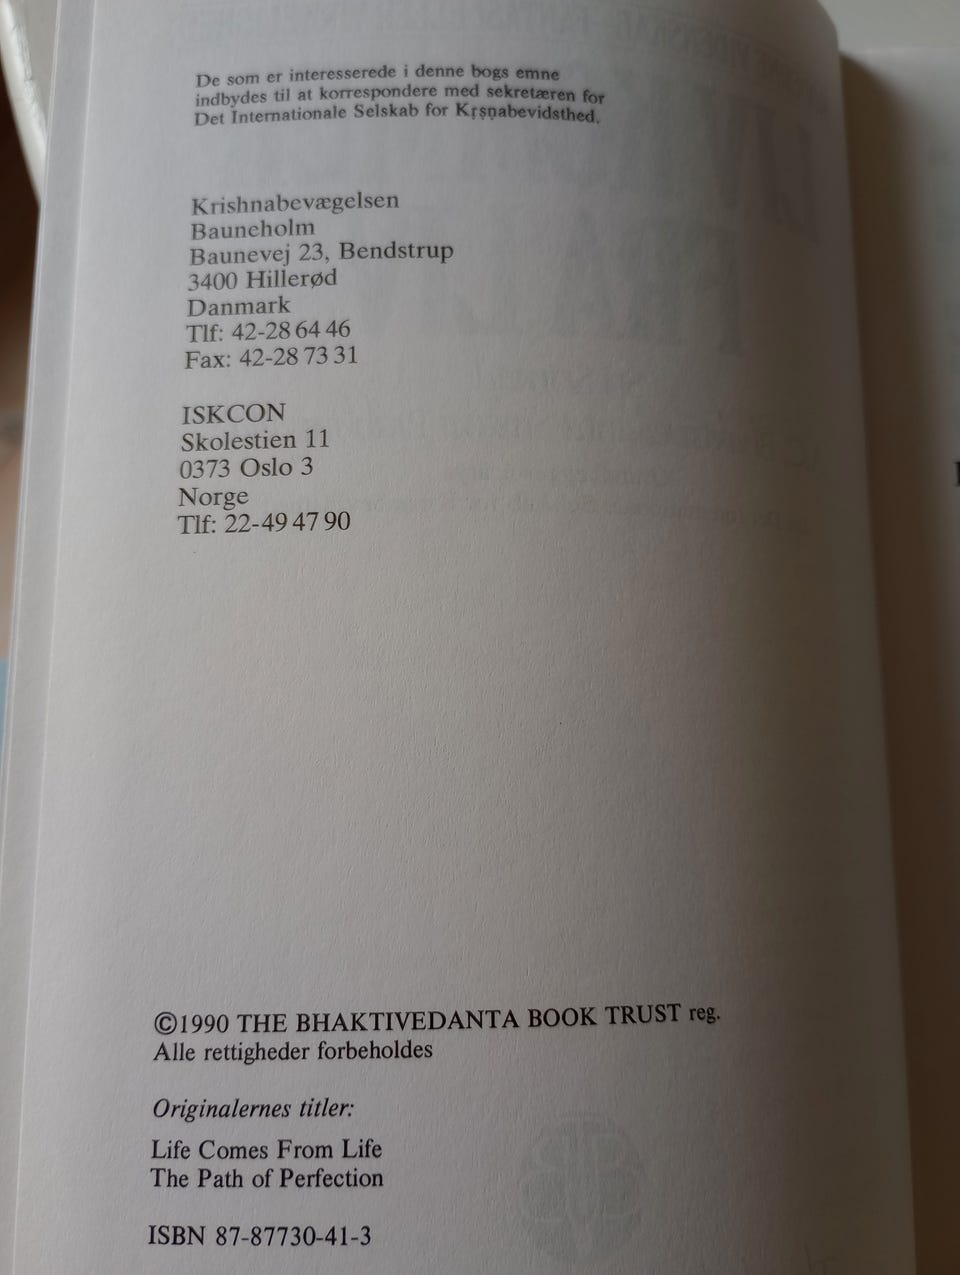 De som er interesserede i denne bogs emne
indbydes til at korrespondere med sekretæren for
Det Internationale Selskab for Kṛṣṇabevidsthed.
Krishnabevægelsen
Bauneholm
Baunevej 23, Bendstrup
3400 Hillerød
Danmark
Tlf: 42-28 64 46
Fax: 42-28 73 31
ISKCON
Skolestien 11
0373 Oslo 3
Norge
Tlf: 22-49 47 90
©1990 THE BHAKTIVEDANTA BOOK TRUST reg.
Alle rettigheder forbeholdes
Originalernes titler:
Life Comes From Life
The Path of Perfection
ISBN 87-87730-41-3